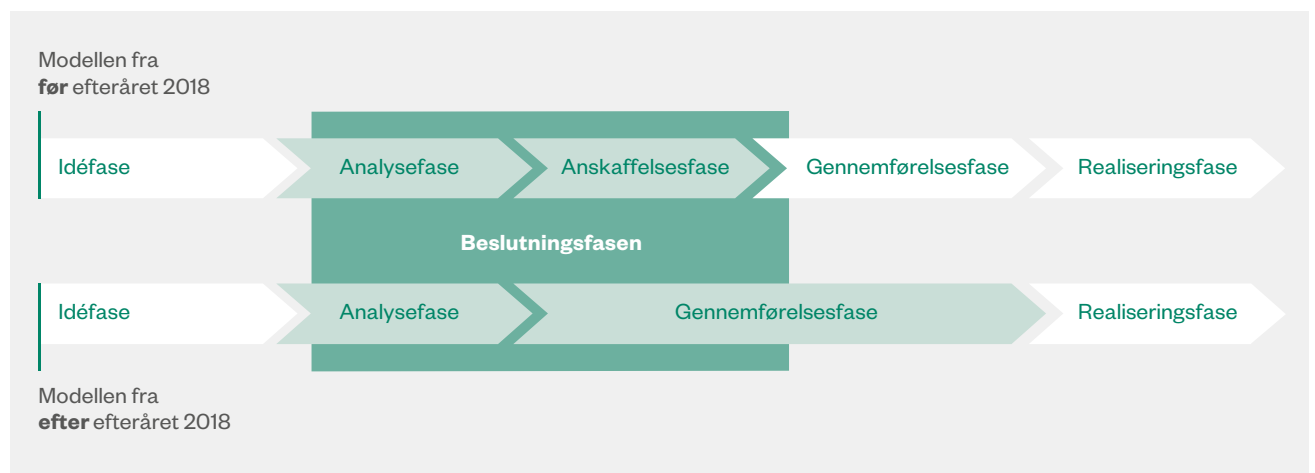 Modellen fra
før efteråret 2018
Idéfase
Analysefase
Anskaffelsesfase
Gennemførelsesfase
Realiseringsfase
Beslutningsfasen
Idéfase
Analysefase
Gennemførelsesfase
Realiseringsfase
Modellen fra
efter efteråret 2018